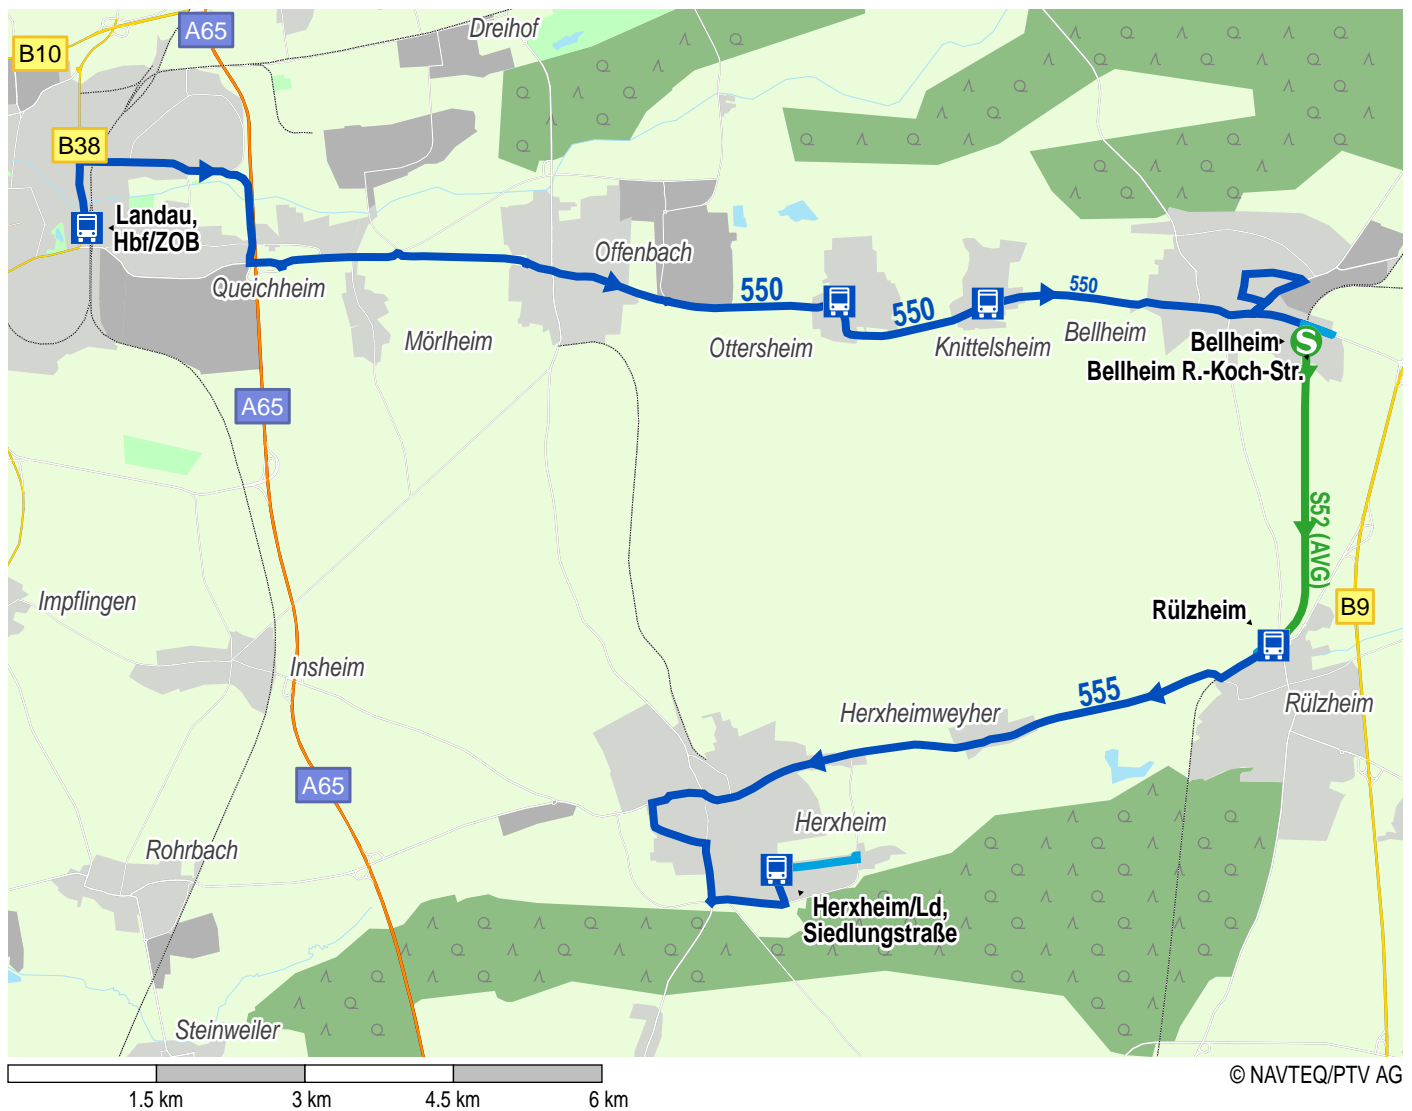 Dreihof
A65
B10
B38
Landau,
Hbf/ZOB
Offenbach
Queichheim
550
550
550
Mörlheim
Ottersheim
Knittelsheim
Bellheim
Bellheim
S
Bellheim R.-Koch-Str.
A65
S52 (AVG)
Impflingen
Rülzheim
B9
Insheim
555
Herxheimweyher
Rülzheim
A65
Herxheim
Rohrbach
Herxheim/Ld,
Siedlungstraße
Steinweiler
© NAVTEQ/PTV AG
1.5 km
3 km
4.5 km
6 km